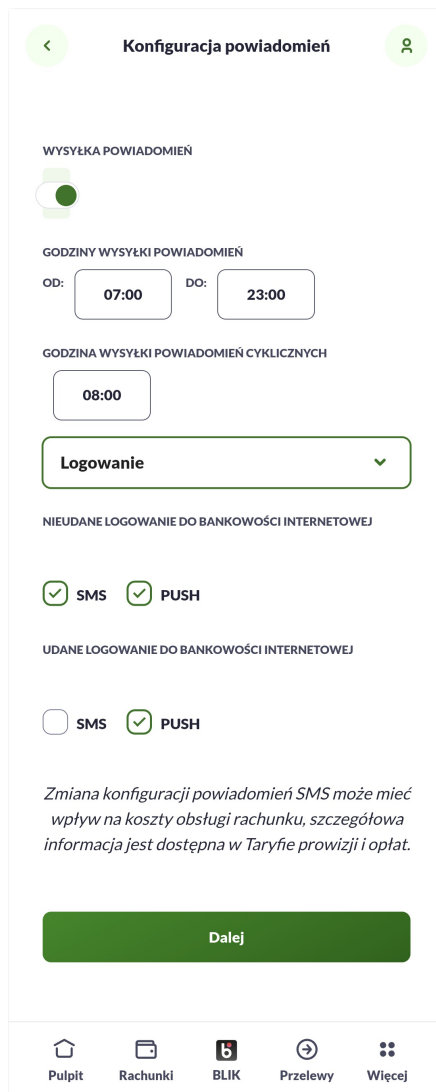 Konfiguracja powiadomień
WYSYŁKA POWIADOMIEŃ
GODZINY WYSYŁKI POWIADOMIEŃ
OD: 07:00 DO: 23:00
GODZINA WYSYŁKI POWIADOMIEŃ CYKLICZNYCH
08:00
Logowanie
NIEUDANE LOGOWANIE DO BANKOWOŚCI INTERNETOWEJ
SMS PUSH
UDANE LOGOWANIE DO BANKOWOŚCI INTERNETOWEJ
SMS PUSH
Zmiana konfiguracji powiadomień SMS może mieć
wpływ na koszty obsługi rachunku, szczegółowa
informacja jest dostępna w Taryfie prowizji i opłat.
Dalej
Pulpit Rachunki BLIK Przelewy Więcej